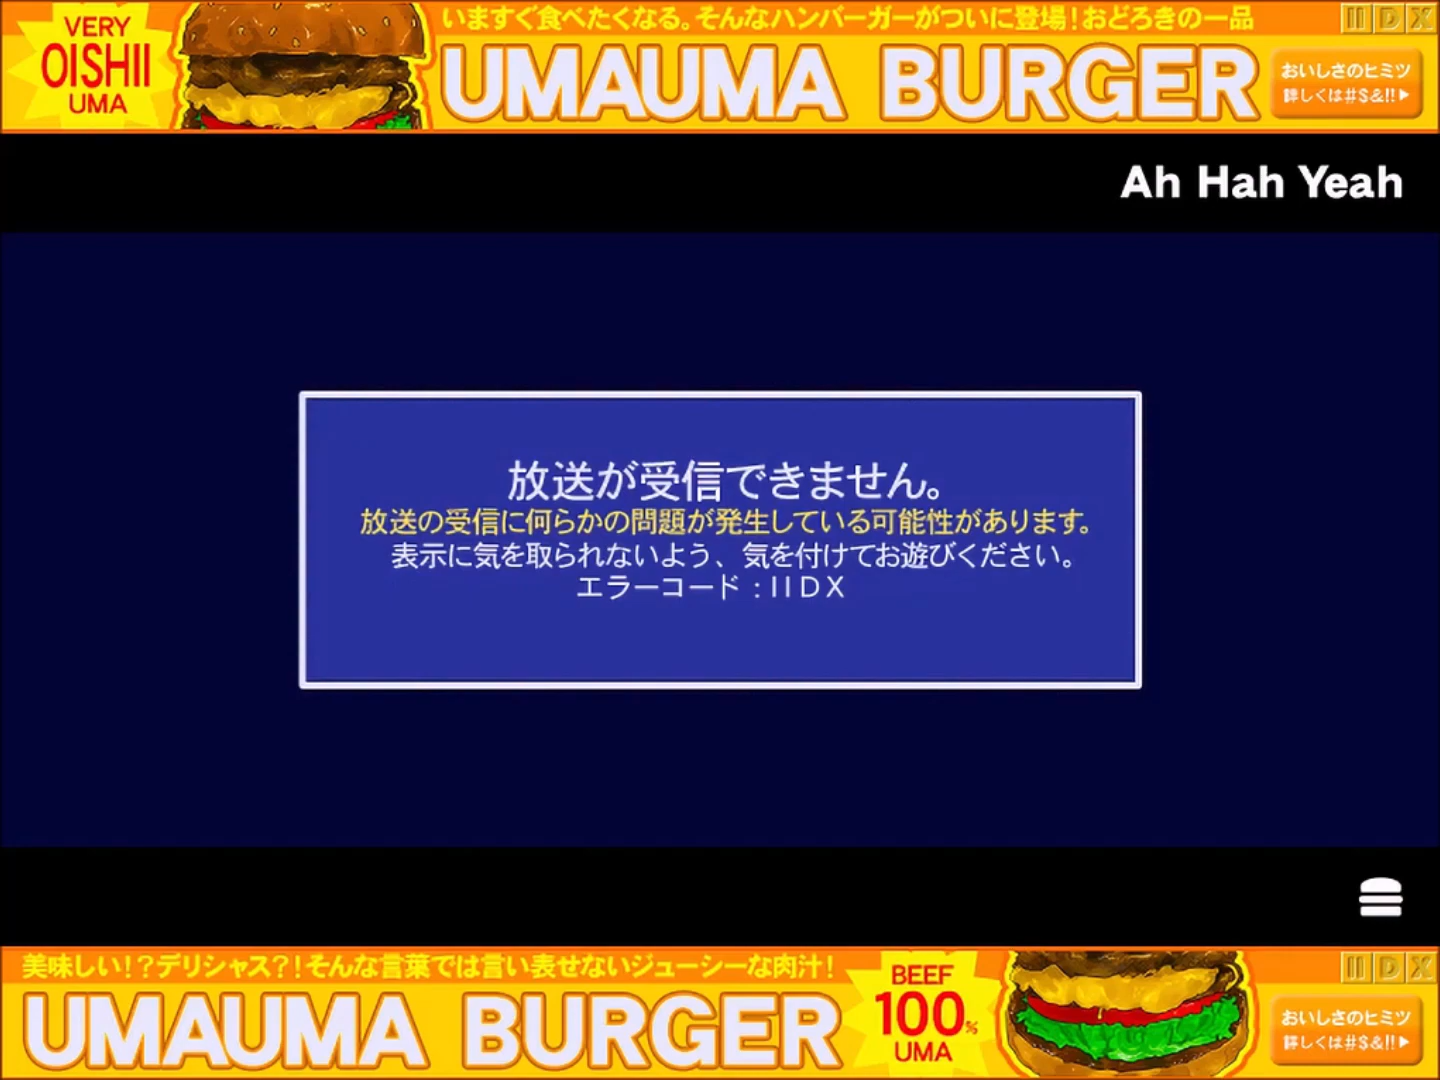 VERY
OISHII
UMA
いますぐ食べたくなる。そんなハンバーガーがついに登場！おどろきの一品
UMAUMA BURGER
IIDX
おいしさのヒミツ
詳しくは#$&!!▶
Ah Hah Yeah
放送が受信できません。
放送の受信に何らかの問題が発生している可能性があります。
表示に気を取られないよう、気を付けてお遊びください。
エラーコード：IIDX
美味しい！？デリシャス？！そんな言葉では言い表せないジューシーな肉汁！
UMAUMA BURGER
BEEF
100%
UMA
IIDX
おいしさのヒミツ
詳しくは#$&!!▶